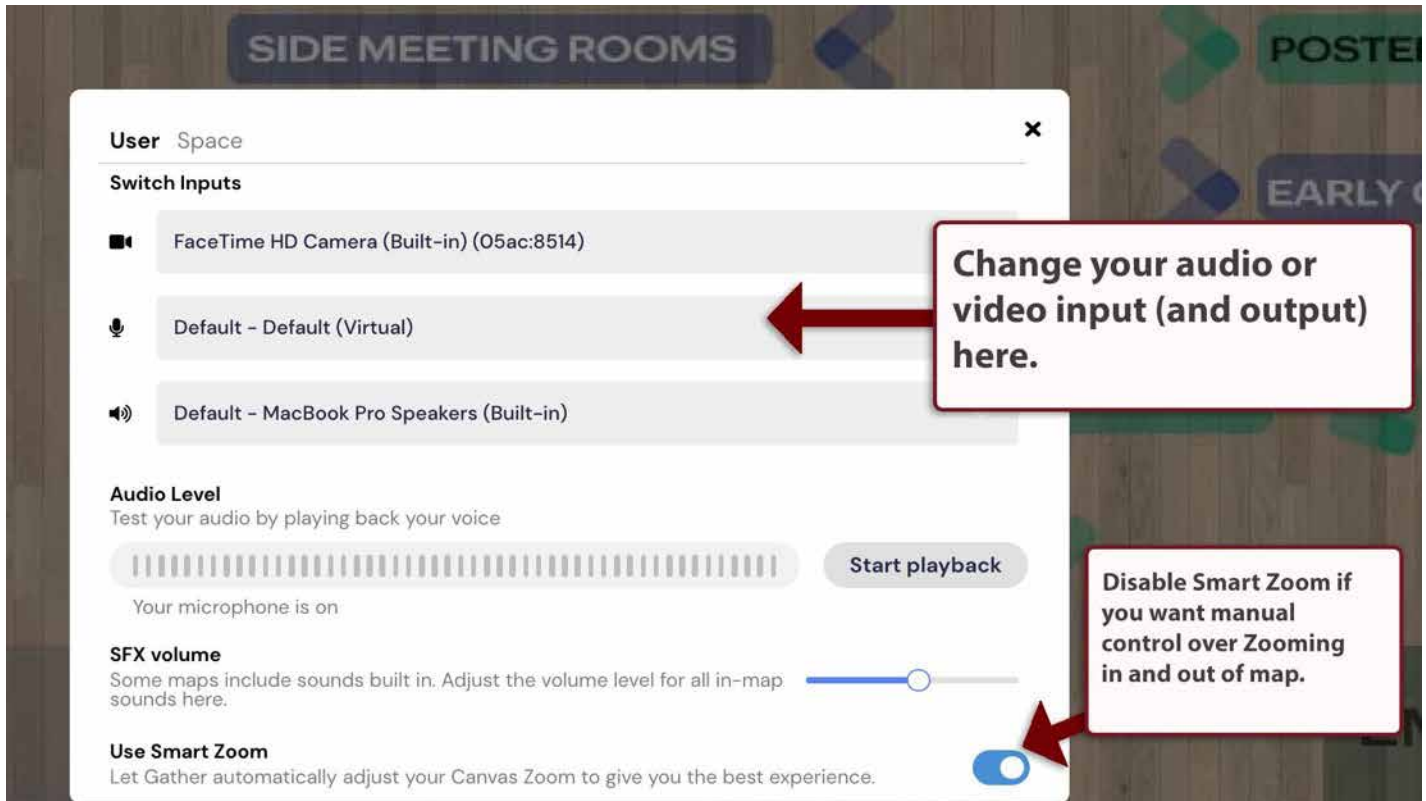 SIDE MEETING ROOMS
POSTE
User Space
Switch Inputs
EARLY
FaceTime HD Camera (Built-in) (05ac:8514)
Change your audio or
video input (and output)
here.
Default - Default (Virtual)
Default - MacBook Pro Speakers (Built-in)
Audio Level
Test your audio by playing back your voice
Start playback
Your microphone is on
Disable Smart Zoom if
you want manual
control over Zooming
in and out of map.
SFX volume
Some maps include sounds built in. Adjust the volume level for all in-map
sounds here.
Use Smart Zoom
Let Gather automatically adjust your Canvas Zoom to give you the best experience.